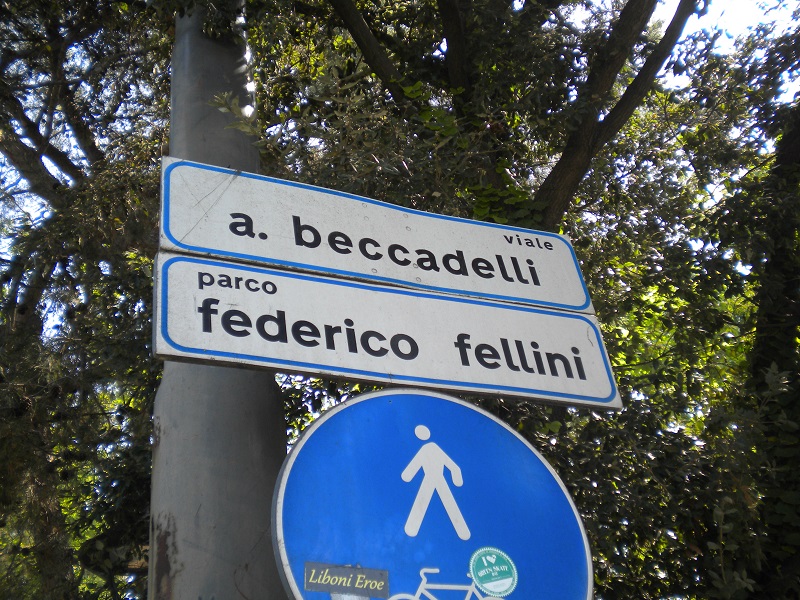 viale
a. beccadelli
parco
federico fellini
Liboni Eroe